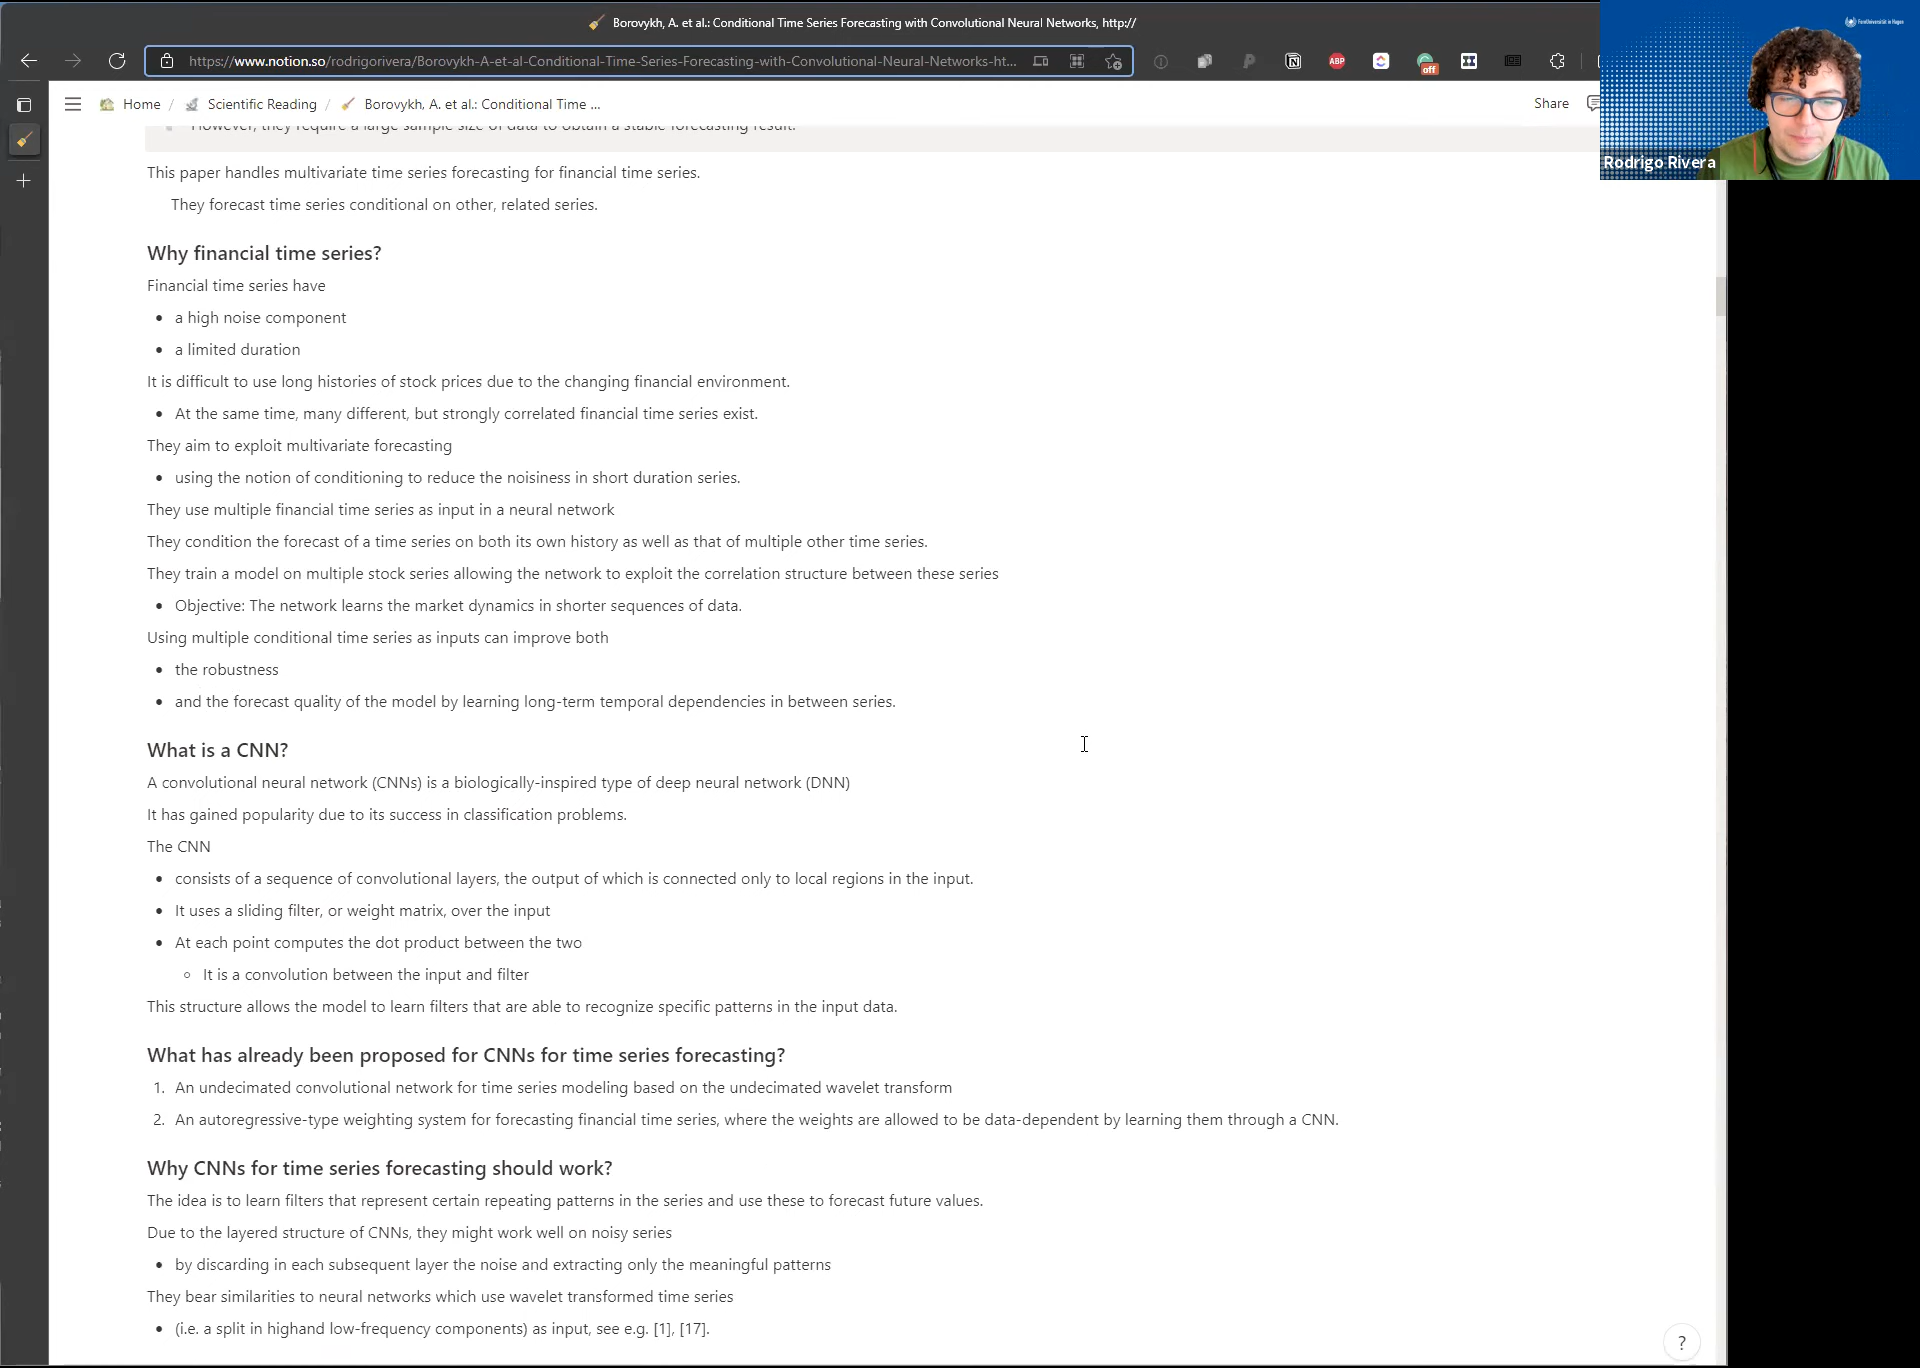 Borovykh, A. et al.: Conditional Time Series Forecasting with Convolutional Neural Networks, http://
https://www.notion.so/rodrigorivera/Borovykh-A-et-al-Conditional-Time-Series-Forecasting-with-Convolutional-Neural-Networks-ht...
ABP
off
Home / Scientific Reading / Borovykh, A. et al.: Conditional Time ...
Share
FernUniversität in Hagen
Rodrigo Rivera
However, they require a large sample size of data to obtain a stable forecasting result.
This paper handles multivariate time series forecasting for financial time series.
They forecast time series conditional on other, related series.
Why financial time series?
Financial time series have
• a high noise component
• a limited duration
It is difficult to use long histories of stock prices due to the changing financial environment.
• At the same time, many different, but strongly correlated financial time series exist.
They aim to exploit multivariate forecasting
• using the notion of conditioning to reduce the noisiness in short duration series.
They use multiple financial time series as input in a neural network
They condition the forecast of a time series on both its own history as well as that of multiple other time series.
They train a model on multiple stock series allowing the network to exploit the correlation structure between these series
• Objective: The network learns the market dynamics in shorter sequences of data.
Using multiple conditional time series as inputs can improve both
• the robustness
• and the forecast quality of the model by learning long-term temporal dependencies in between series.
What is a CNN?
A convolutional neural network (CNNs) is a biologically-inspired type of deep neural network (DNN)
It has gained popularity due to its success in classification problems.
The CNN
• consists of a sequence of convolutional layers, the output of which is connected only to local regions in the input.
• It uses a sliding filter, or weight matrix, over the input
• At each point computes the dot product between the two
◦ It is a convolution between the input and filter
This structure allows the model to learn filters that are able to recognize specific patterns in the input data.
What has already been proposed for CNNs for time series forecasting?
1. An undecimated convolutional network for time series modeling based on the undecimated wavelet transform
2. An autoregressive-type weighting system for forecasting financial time series, where the weights are allowed to be data-dependent by learning them through a CNN.
Why CNNs for time series forecasting should work?
The idea is to learn filters that represent certain repeating patterns in the series and use these to forecast future values.
Due to the layered structure of CNNs, they might work well on noisy series
• by discarding in each subsequent layer the noise and extracting only the meaningful patterns
They bear similarities to neural networks which use wavelet transformed time series
• (i.e. a split in highand low-frequency components) as input, see e.g. [1], [17].
?